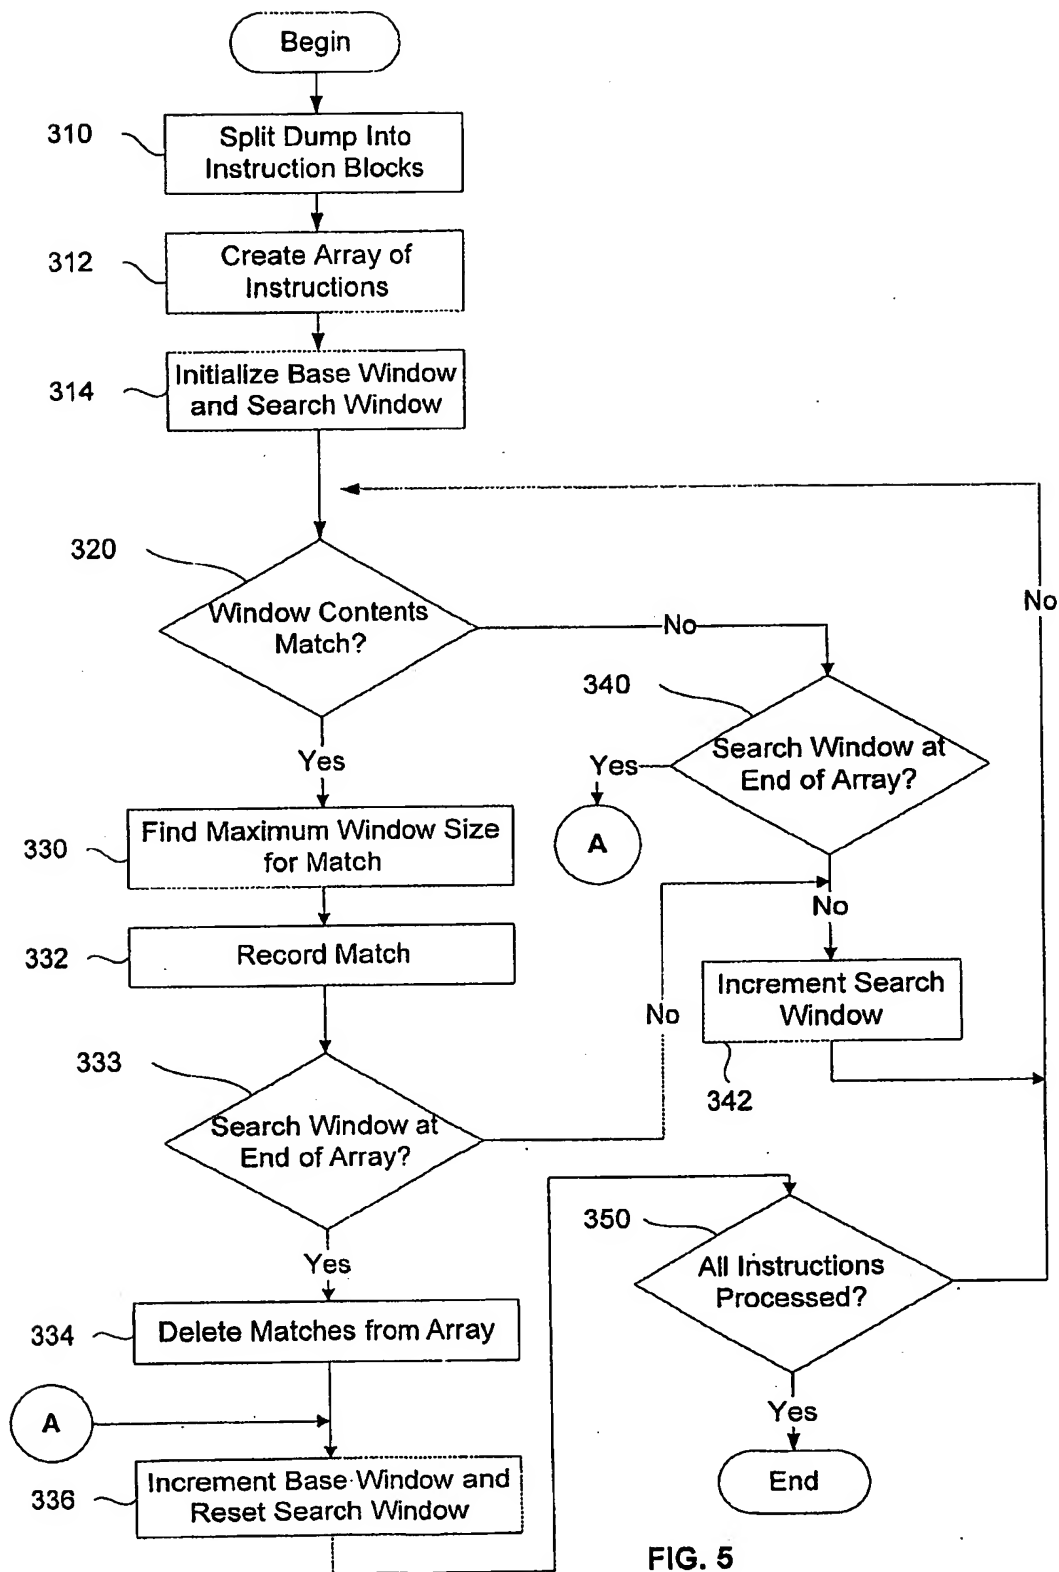 Begin
310
Split Dump Into
Instruction Blocks
312
Create Array of
Instructions
314
Initialize Base Window
and Search Window
320
Window Contents
Match?
No
No
340
Search Window at
End of Array?
Yes
A
Yes
330
Find Maximum Window Size
for Match
No
332
Record Match
Increment Search
Window
342
No
333
Search Window at
End of Array?
350
All Instructions
Processed?
Yes
334
Delete Matches from Array
A
Yes
336
Increment Base Window and
Reset Search Window
End
FIG. 5